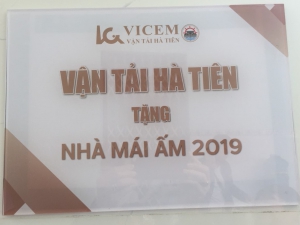 VICEM
VẬN TẢI HÀ TIÊN
VẬN TẢI HÀ TIÊN
TẶNG
NHÀ MÁI ẤM 2019